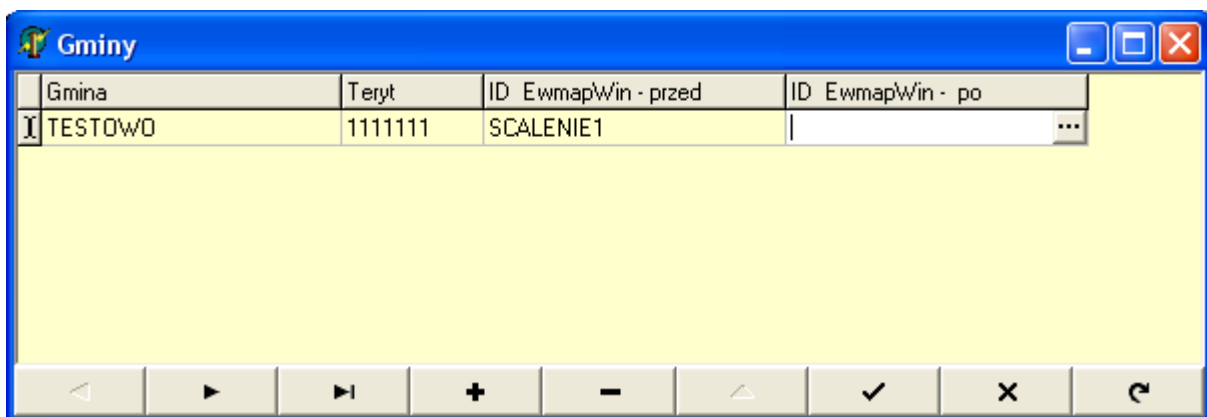 Gminy
Gmina Teryt ID EwmapWin - przed ID EwmapWin - po
TESTOWO 1111111 SCALENIE1